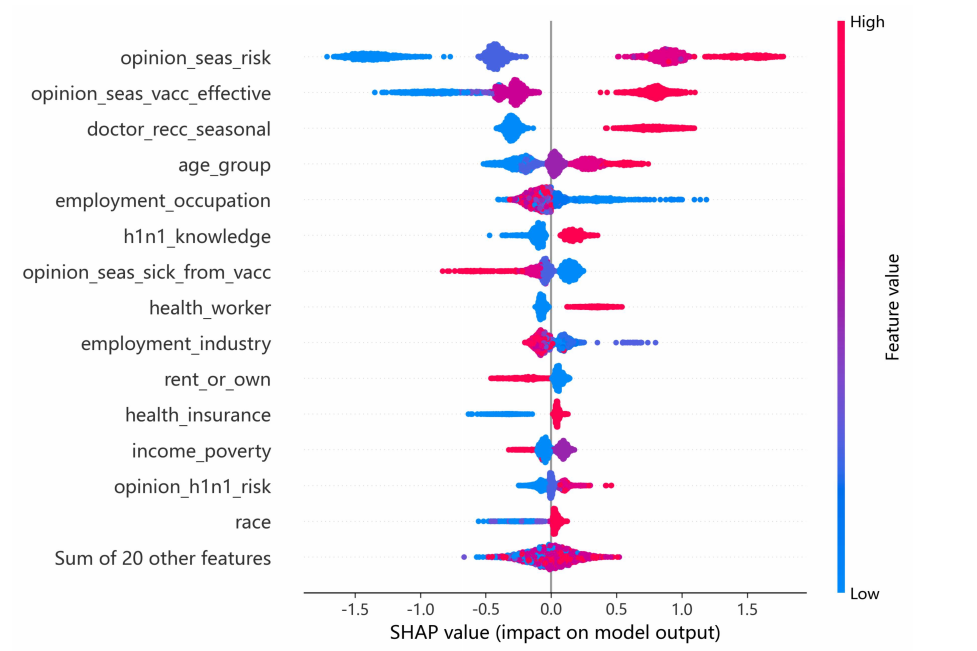 High
opinion_seas_risk
opinion_seas_vacc_effective
doctor_recc_seasonal
age_group
employment_occupation
h1n1_knowledge
opinion_seas_sick_from_vacc
health_worker
employment_industry
rent_or_own
health_insurance
income_poverty
opinion_h1n1_risk
race
Sum of 20 other features
Feature value
Low
-1.5 -1.0 -0.5 0.0 0.5 1.0 1.5
SHAP value (impact on model output)